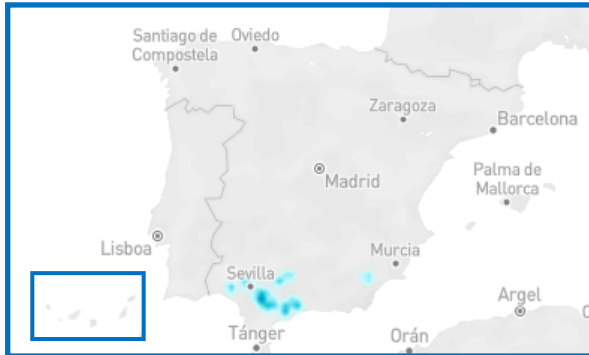 Santiago de
Compostela
Oviedo
Zaragoza
Barcelona
Madrid
Palma de
Mallorca
Lisboa
Murcia
Sevilla
Argel
Tánger
Orán